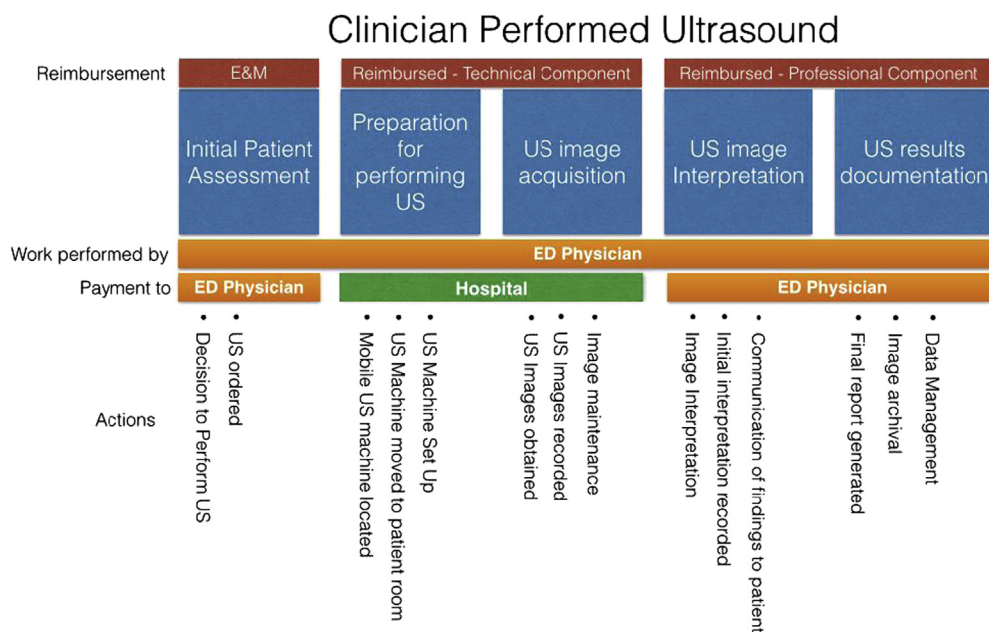 Clinician Performed Ultrasound
Reimbursement
E&M
Reimbursed - Technical Component
Reimbursed - Professional Component
Initial Patient
Assessment
Preparation
for
performing
US
US image
acquisition
US image
Interpretation
US results
documentation
Work performed by
ED Physician
Payment to
ED Physician
Hospital
ED Physician
Actions
• Decision to Perform US
• US ordered
• Mobile US machine located
• US Machine moved to patient room
• US Machine Set Up
• US Images obtained
• US Images recorded
• Image maintenance
• Image Interpretation
• Initial interpretation recorded
• Communication of findings to patient
• Final report generated
• Image archival
• Data Management